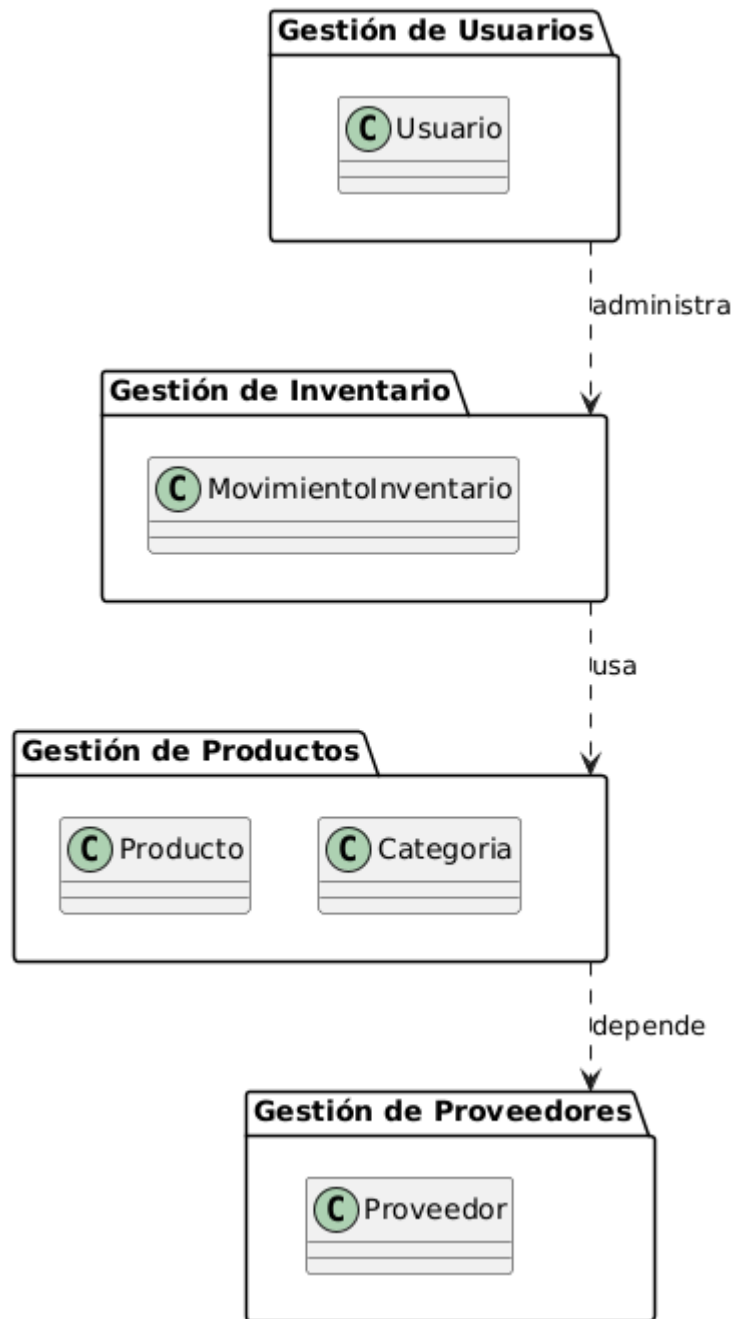 Gestión de Usuarios
C Usuario
administra
Gestión de Inventario
C MovimientoInventario
usa
Gestión de Productos
C Producto
C Categoria
depende
Gestión de Proveedores
C Proveedor